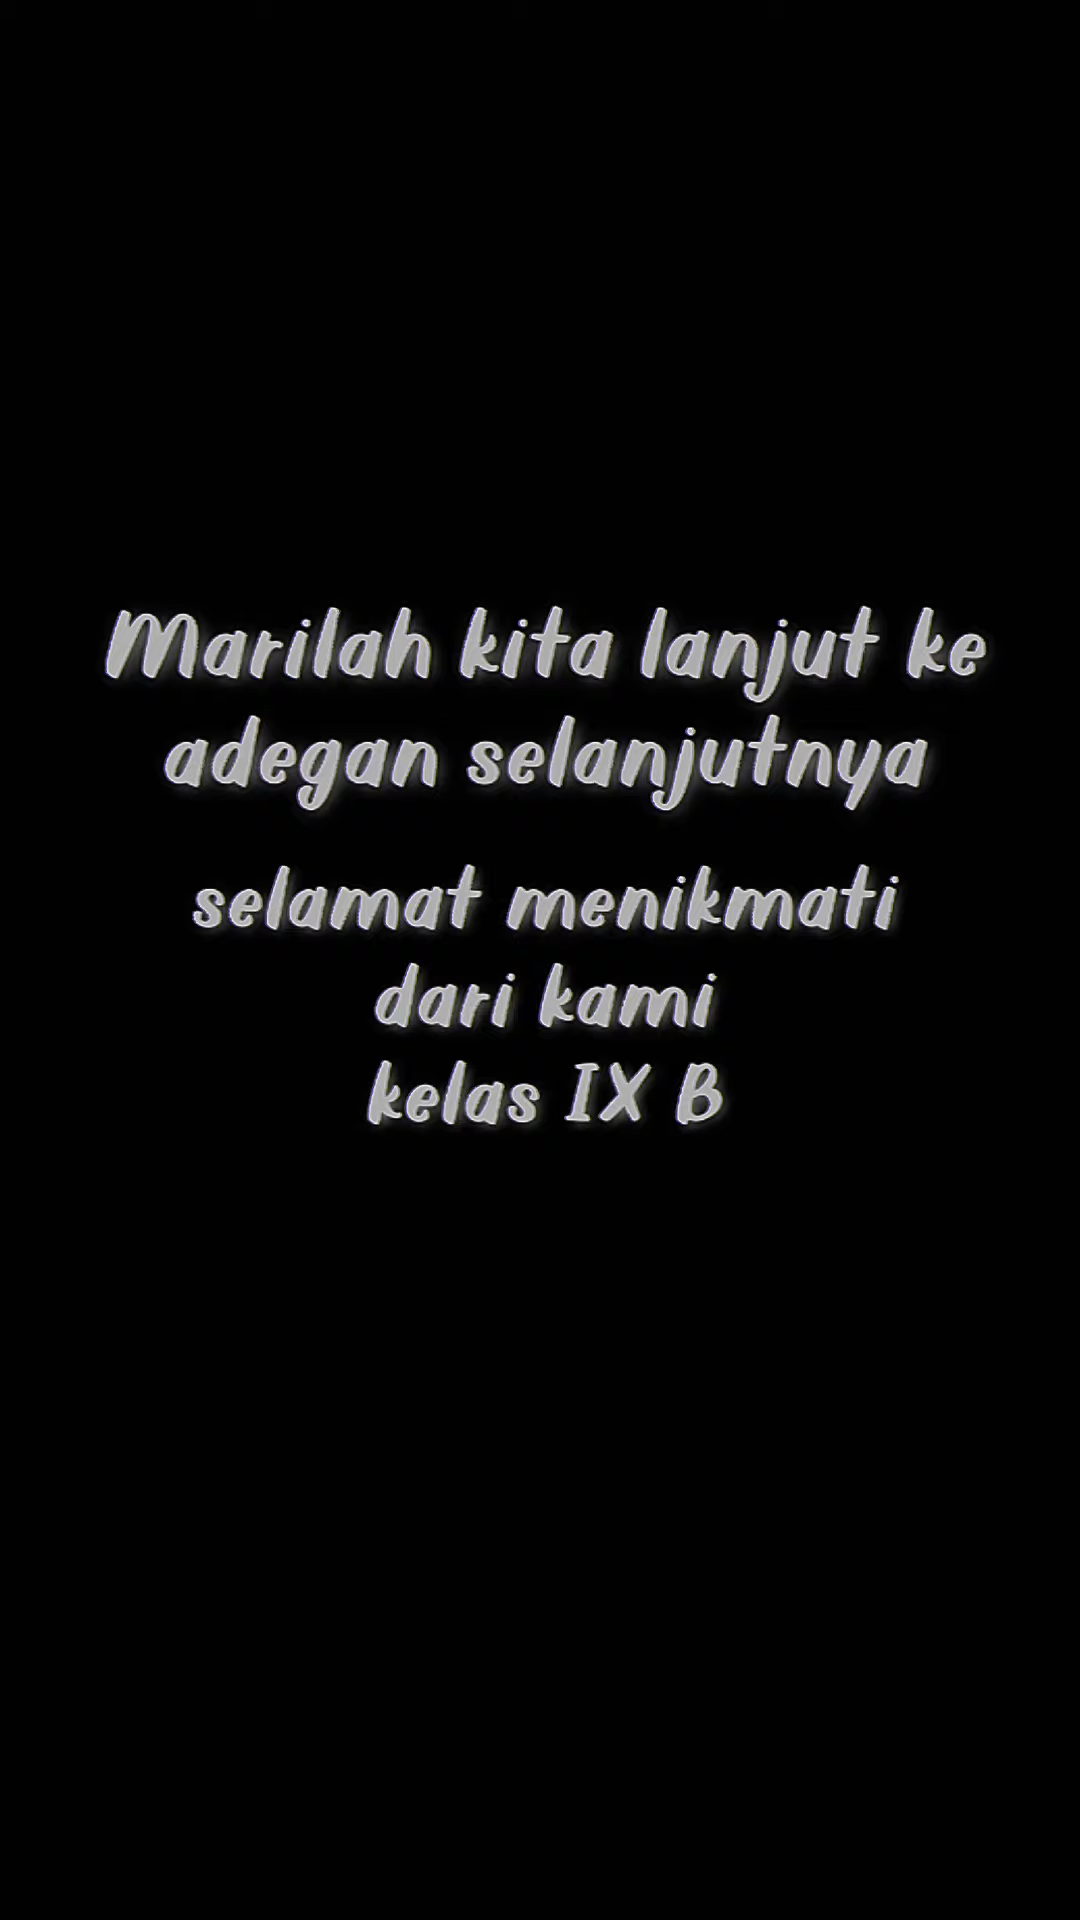 Marilah kita lanjut ke
adegan selanjutnya
selamat menikmati
dari kami
kelas IX B